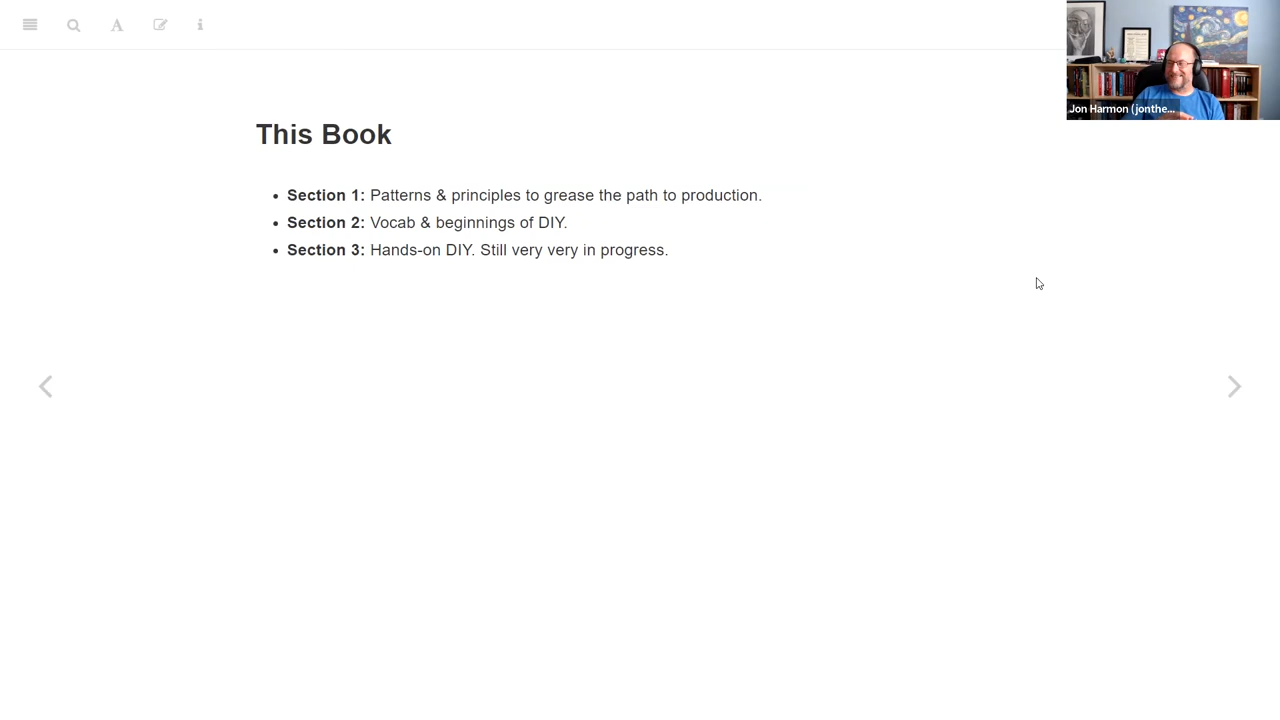 This Book
Section 1: Patterns & principles to grease the path to production.
Section 2: Vocab & beginnings of DIY.
Section 3: Hands-on DIY. Still very very in progress.
Jon Harmon (jonthe...